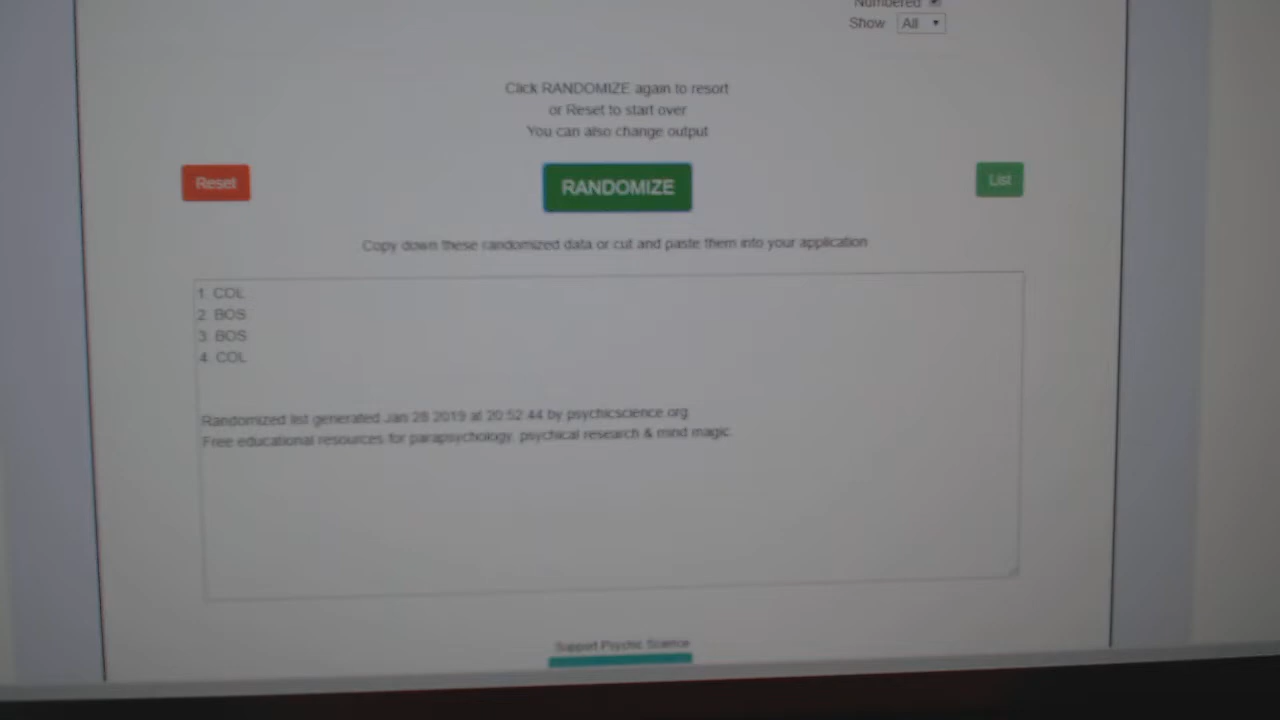 Numbered
Show All
Click RANDOMIZE again to resort
or Reset to start over
You can also change output
Reset
RANDOMIZE
List
Copy down these randomized data or cut and paste them into your application
1. COL
2. BOS
3. BOS
4. COL
Randomized list generated Jan 28 2019 at 20:52:44 by psychicscience.org
Free educational resources for parapsychology, psychical research & mind magic.
Support Psychic Science